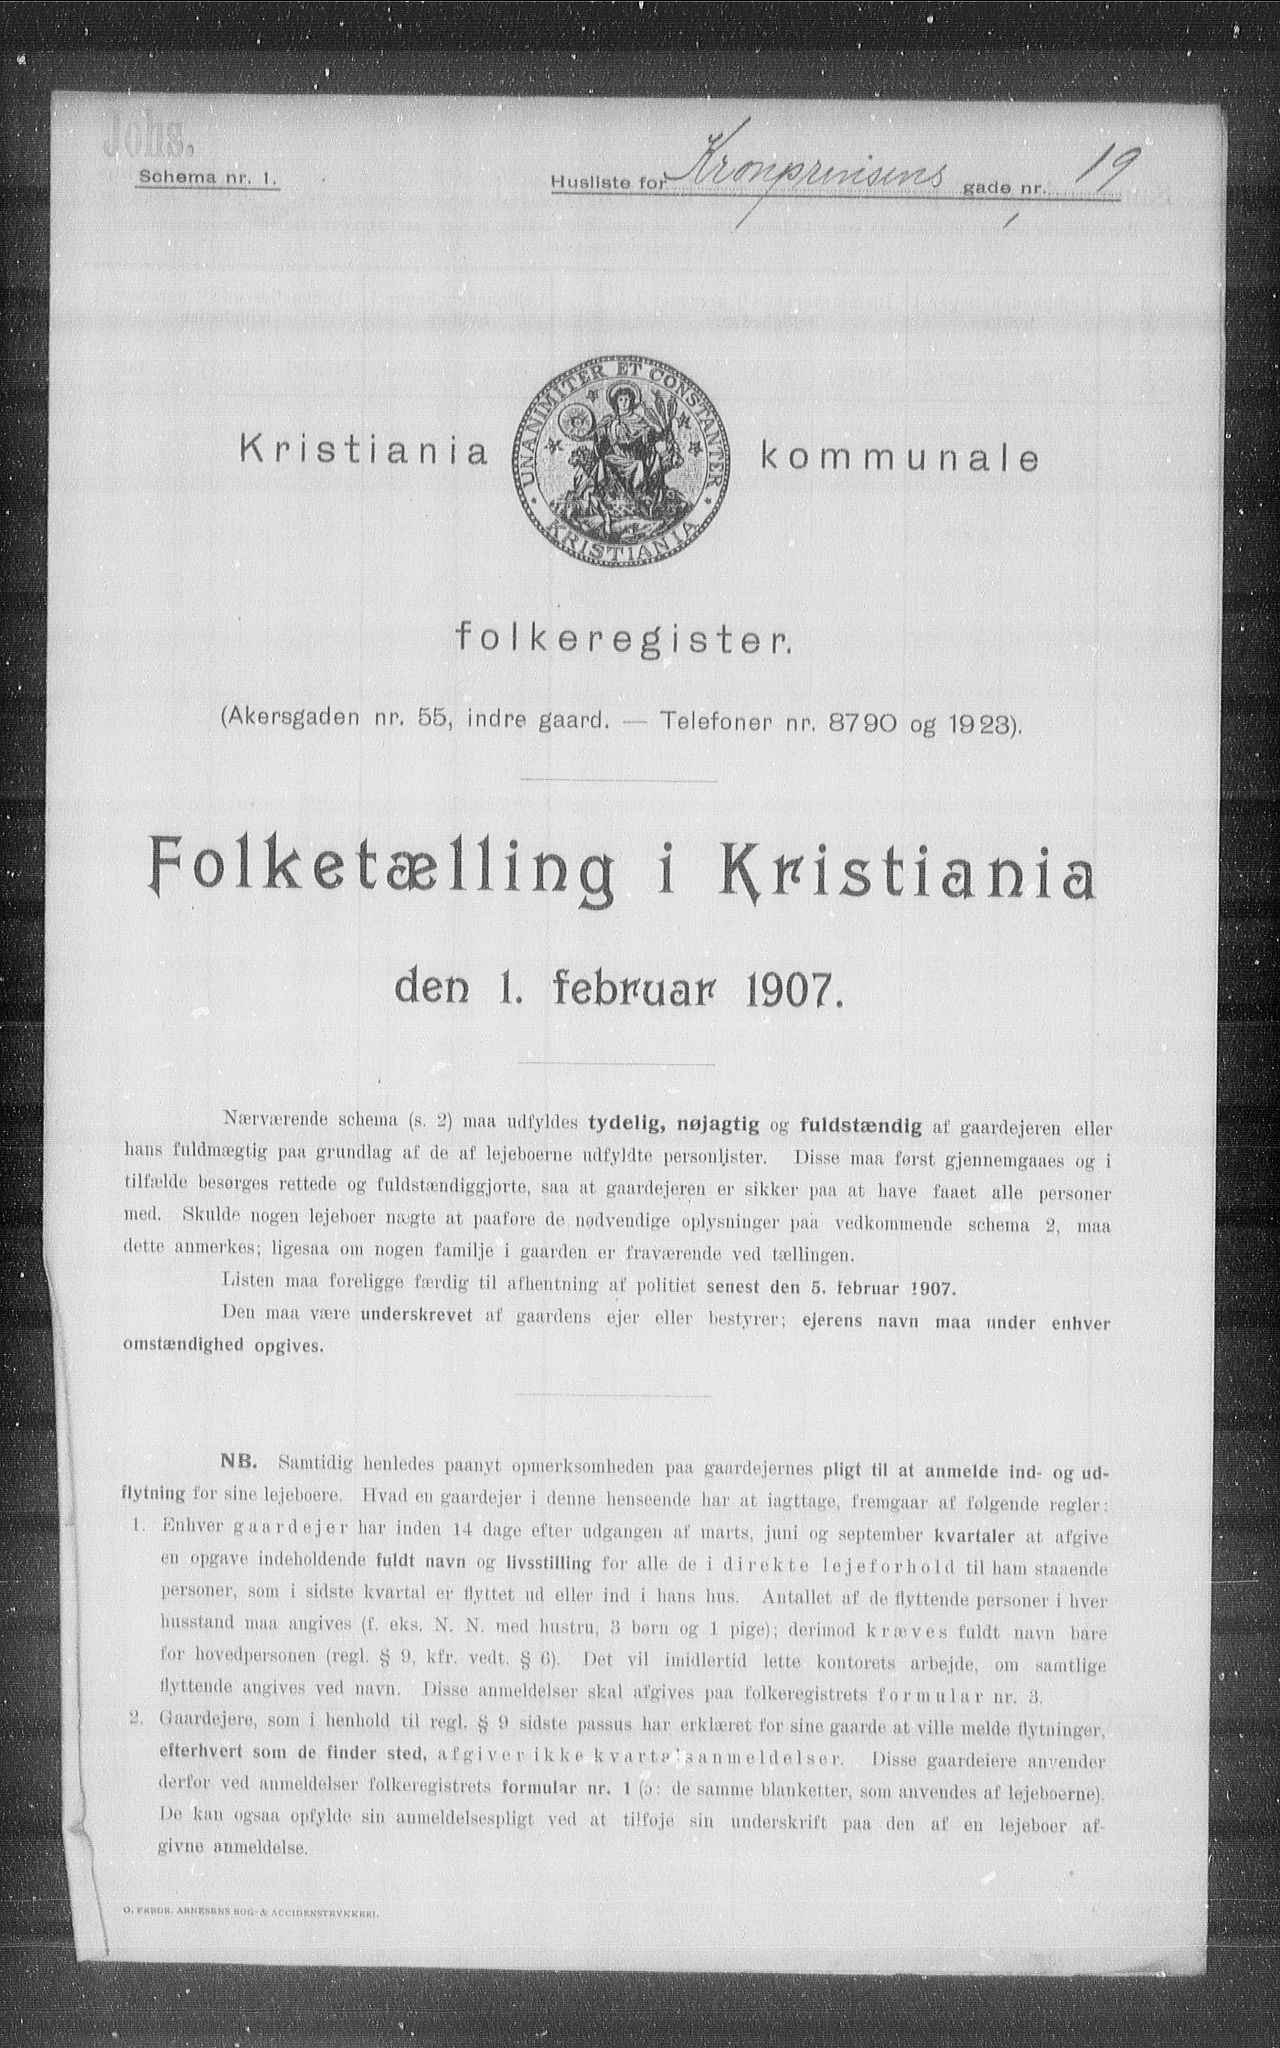 Johs.
Schema nr. 1.
Husliste for Kronprinsens gade nr. 19
UNANIMITER ET CONSTANTER
KRISTIANIA
Kristiania kommunale
folkeregister.
(Akersgaden nr. 55, indre gaard. — Telefoner nr. 8790 og 1923).
Folketælling i Kristiania
den 1. februar 1907.
Nærværende schema (s. 2) maa udfyldes tydelig, nøjagtig og fuldstændig af gaardejeren eller
hans fuldmægtig paa grundlag af de af lejeboerne udfyldte personlister. Disse maa først gjennemgaaes og i
tilfælde besørges rettede og fuldstændiggjorte, saa at gaardejeren er sikker paa at have faaet alle personer
med. Skulde nogen lejeboer nægte at paaføre de nødvendige oplysninger paa vedkommende schema 2, maa
dette anmerkes; ligesaa om nogen familje i gaarden er fraværende ved tællingen.
Listen maa foreligge færdig til afhentning af politiet senest den 5. februar 1907.
Den maa være underskrevet af gaardens ejer eller bestyrer; ejerens navn maa under enhver
omstændighed opgives.
NB. Samtidig henledes paanyt opmerksomheden paa gaardejernes pligt til at anmelde ind- og ud-
flytning for sine lejeboere. Hvad en gaardejer i denne henseende har at iagttage, fremgaar af følgende regler:
1. Enhver gaardejer har inden 14 dage efter udgangen af marts, juni og september kvartaler at afgive
en opgave indeholdende fuldt navn og livsstilling for alle de i direkte lejeforhold til ham staaende
personer, som i sidste kvartal er flyttet ud eller ind i hans hus. Antallet af de flyttende personer i hver
husstand maa angives (f. eks. N. N. med hustru, 3 børn og 1 pige); derimod kræves fuldt navn bare
for hovedpersonen (regl. § 9, kfr. vedt. § 6). Det vil imidlertid lette kontorets arbejde, om samtlige
flyttende angives ved navn. Disse anmeldelser skal afgives paa folkeregistrets formular nr. 3.
2. Gaardejere, som i henhold til regl. § 9 sidste passus har erklæret for sine gaarde at ville melde flytninger,
efterhvert som de finder sted, afgiver ikke kvartalsanmeldelser. Disse gaardeiere anvender
derfor ved anmeldelser folkeregistrets formular nr. 1 (ɔ: de samme blanketter, som anvendes af lejeboerne).
De kan ogsaa opfylde sin anmeldelsespligt ved at tilføje sin underskrift paa den af en lejeboer af-
givne anmeldelse.
O. FREDR. ARNESENS BOG- & ACCIDENSTRYKKERI.